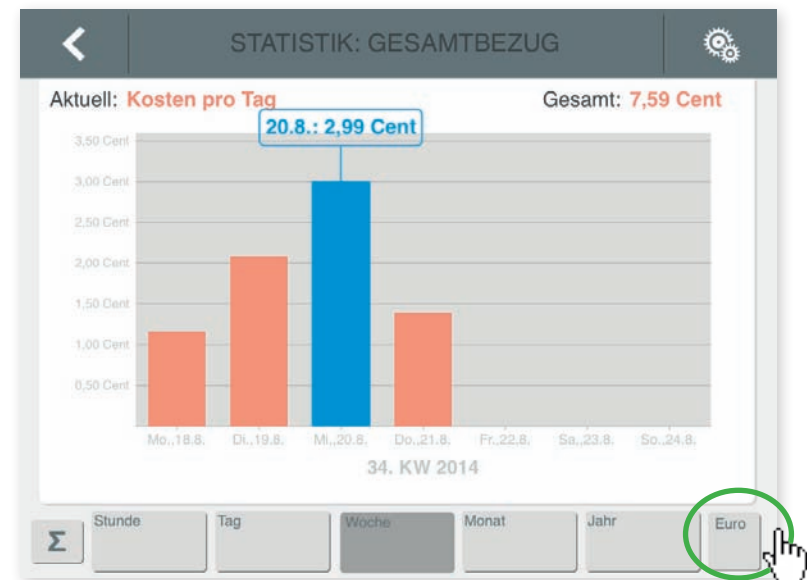 STATISTIK: GESAMTBEZUG
Aktuell: Kosten pro Tag
Gesamt: 7,59 Cent
20.8.: 2,99 Cent
3,50 Cent
3,00 Cent
2,50 Cent
2,00 Cent
1,50 Cent
1,00 Cent
0,50 Cent
Mo.,18.8. Di.,19.8. Mi.,20.8. Do.,21.8. Fr.,22.8. Sa.,23.8. So.,24.8.
34. KW 2014
Σ Stunde Tag Woche Monat Jahr Euro